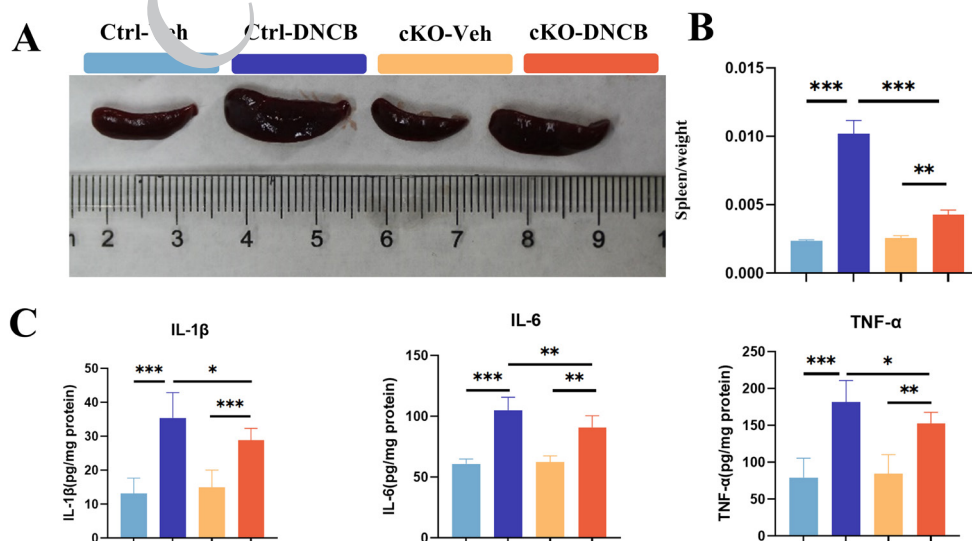 A
Ctrl-Veh Ctrl-DNCB cKO-Veh cKO-DNCB
2 3 4 5 6 7 8 9 1
B
Spleen/weight
0.015
0.010
0.005
0.000
*** ***
**
C
IL-1β
IL-1β(pg/mg protein)
50
40
30
20
10
0
*** *
***
IL-6
IL-6(pg/mg protein)
150
100
50
0
**
*** **
TNF-α
TNF-α(pg/mg protein)
250
200
150
100
50
0
*** *
**